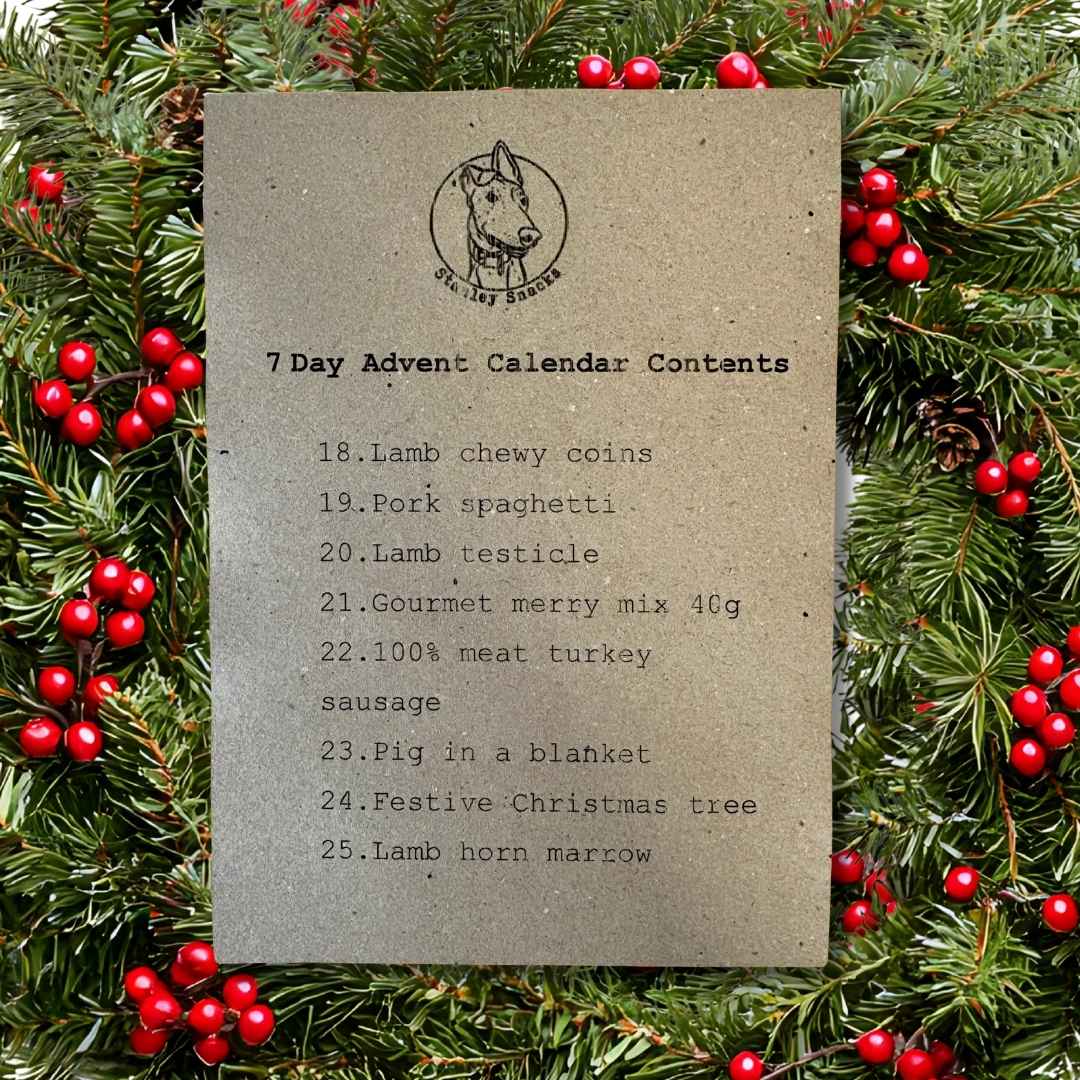 Stanley Snacks
7 Day Advent Calendar Contents
18.Lamb chewy coins
19.Pork spaghetti
20.Lamb testicle
21.Gourmet merry mix 40g
22.100% meat turkey
sausage
23.Pig in a blanket
24.Festive Christmas tree
25.Lamb horn marrow